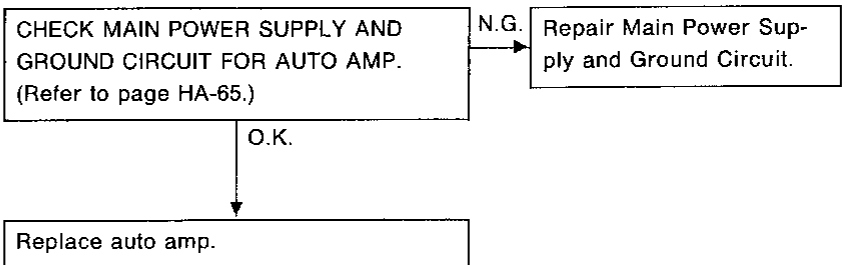 CHECK MAIN POWER SUPPLY AND
GROUND CIRCUIT FOR AUTO AMP.
(Refer to page HA-65.)
N.G.
Repair Main Power Sup-
ply and Ground Circuit.
O.K.
Replace auto amp.